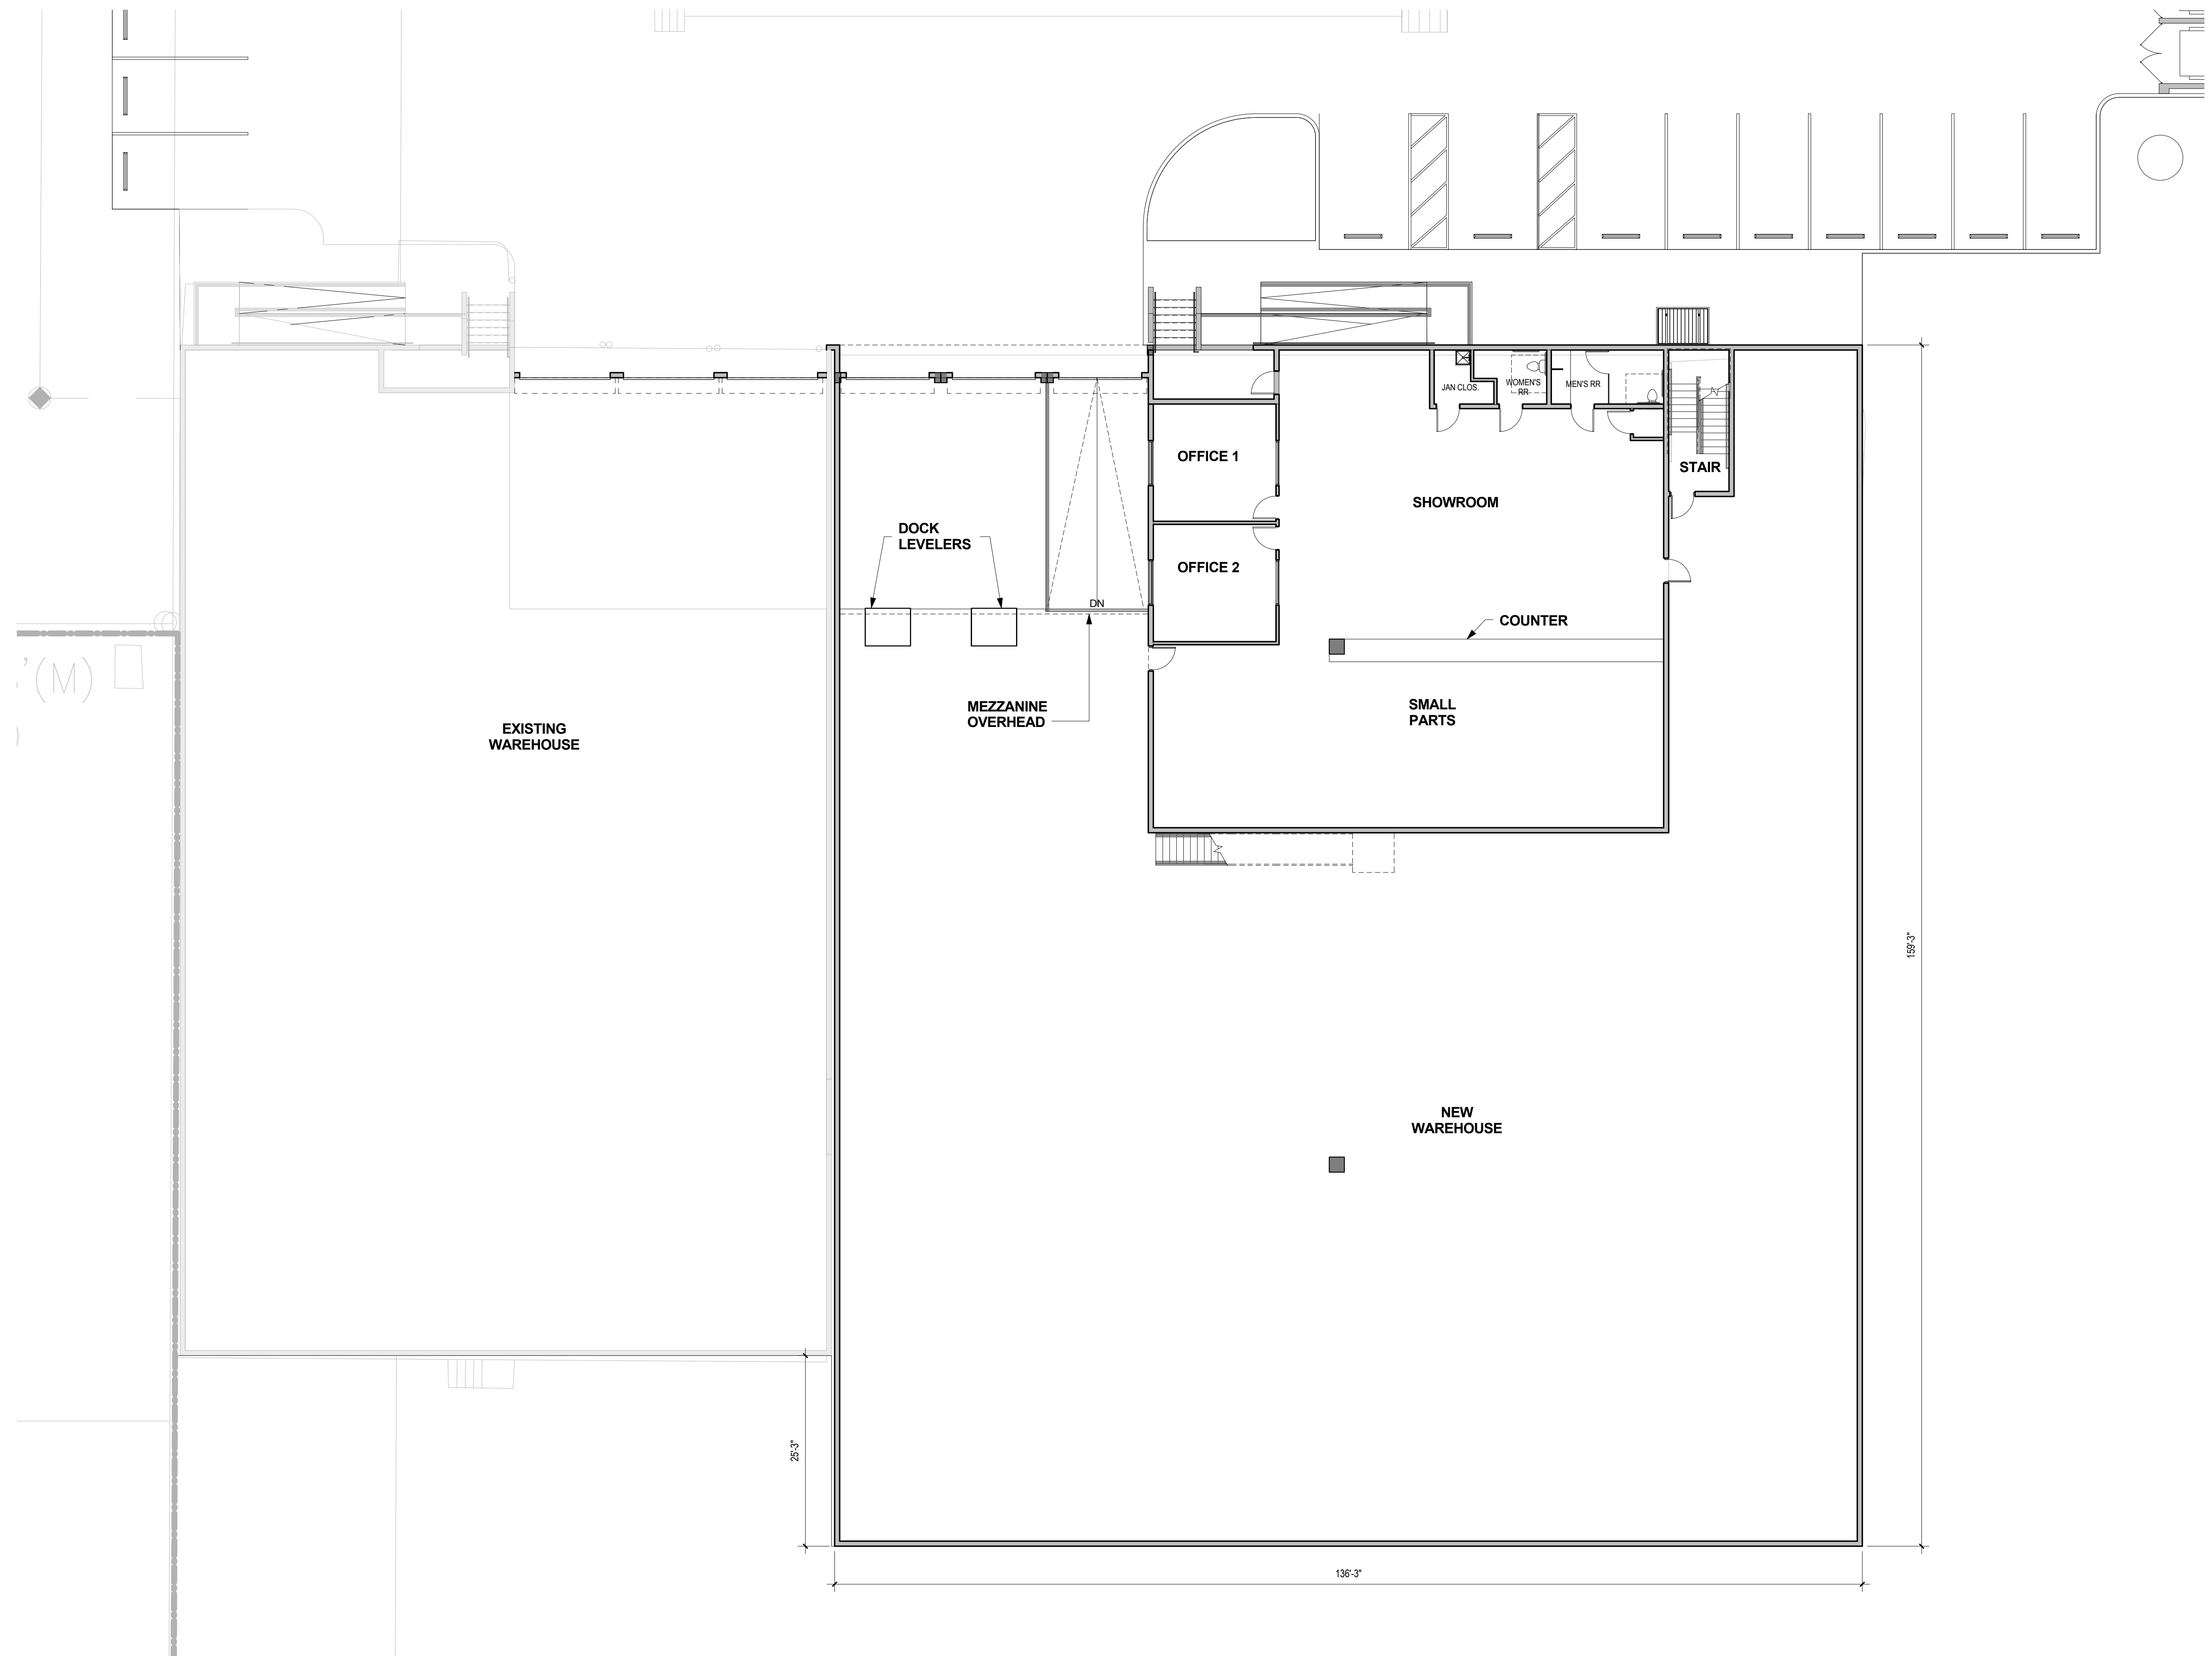 JAN CLOS.
WOMEN'S
RR
MEN'S RR
OFFICE 1
STAIR
SHOWROOM
DOCK
LEVELERS
OFFICE 2
DN
COUNTER
(M)
MEZZANINE
OVERHEAD
SMALL
PARTS
EXISTING
WAREHOUSE
159'-3"
NEW
WAREHOUSE
25'-3"
136'-3"